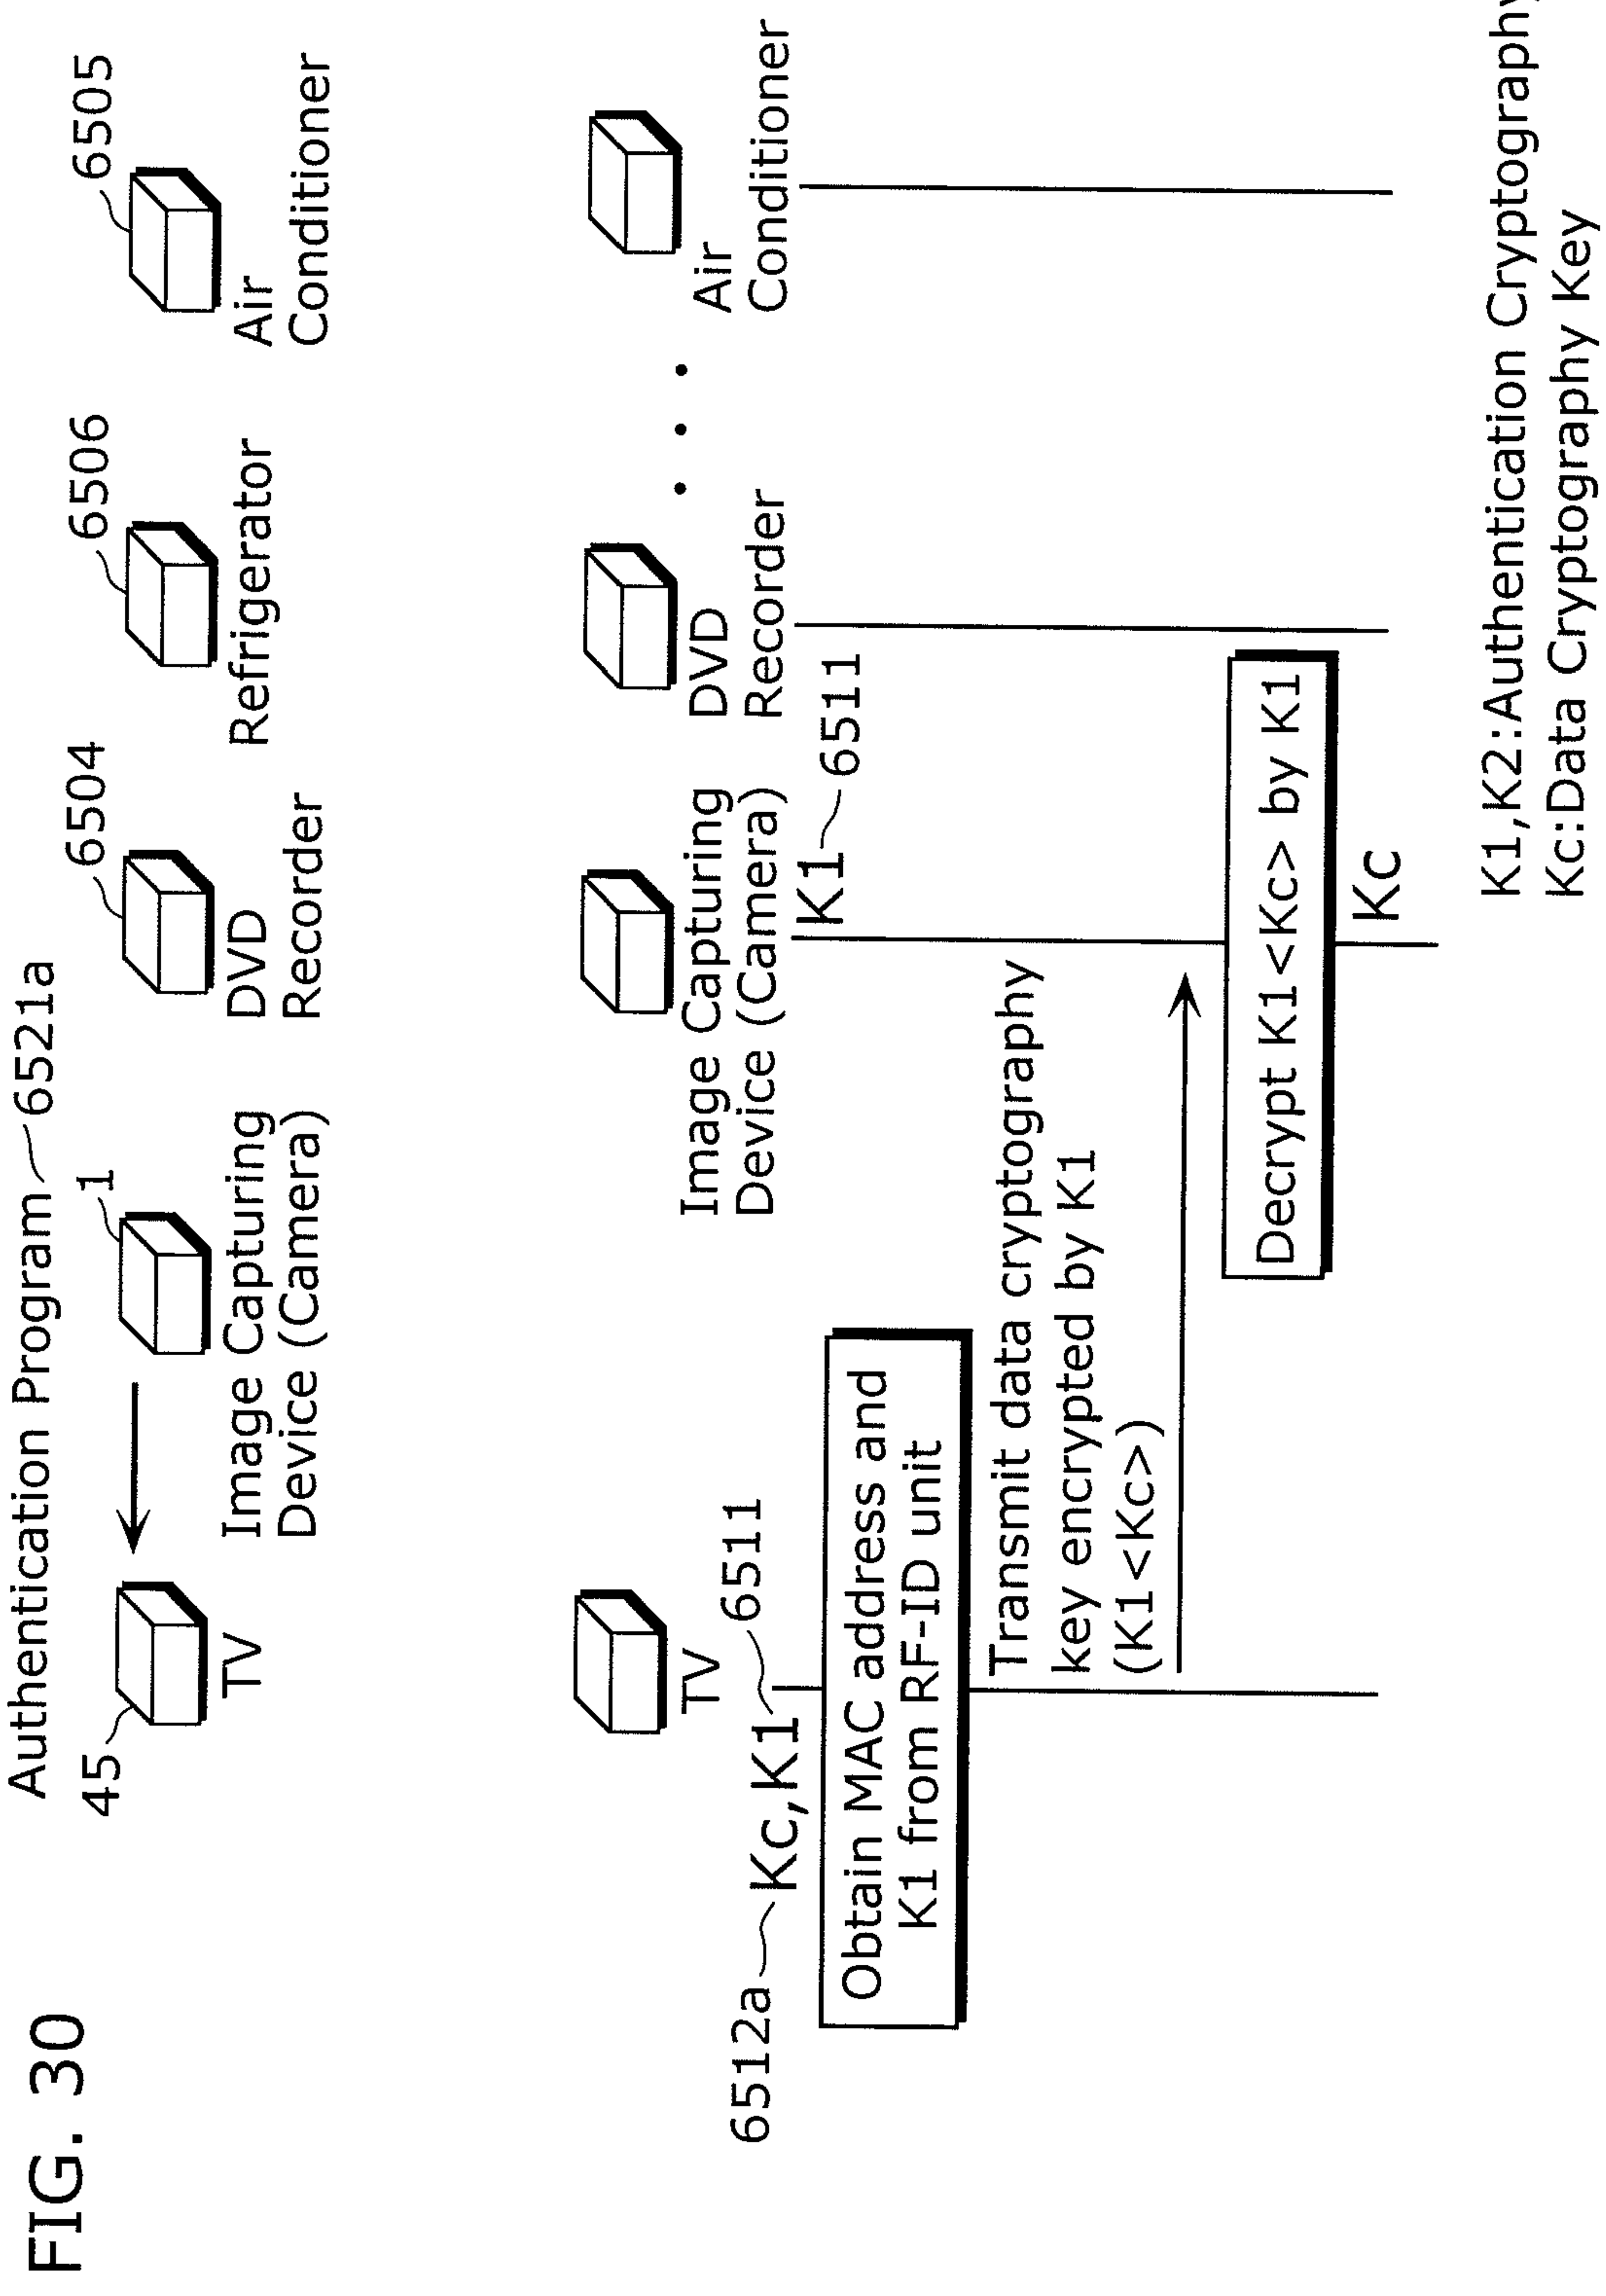 FIG. 30
Authentication Program 6521a
45
1
6504
6506
6505
TV
Image Capturing
Device (Camera)
DVD
Recorder
Refrigerator
Air
Conditioner
TV
Image Capturing
Device (Camera)
DVD
Recorder
Air
Conditioner
6512a
Kc,K1
6511
K1
6511
Obtain MAC address and
K1 from RF-ID unit
Transmit data cryptography
key encrypted by K1
(K1<Kc>)
Decrypt K1<Kc> by K1
Kc
K1,K2:Authentication Cryptography
Kc:Data Cryptography Key